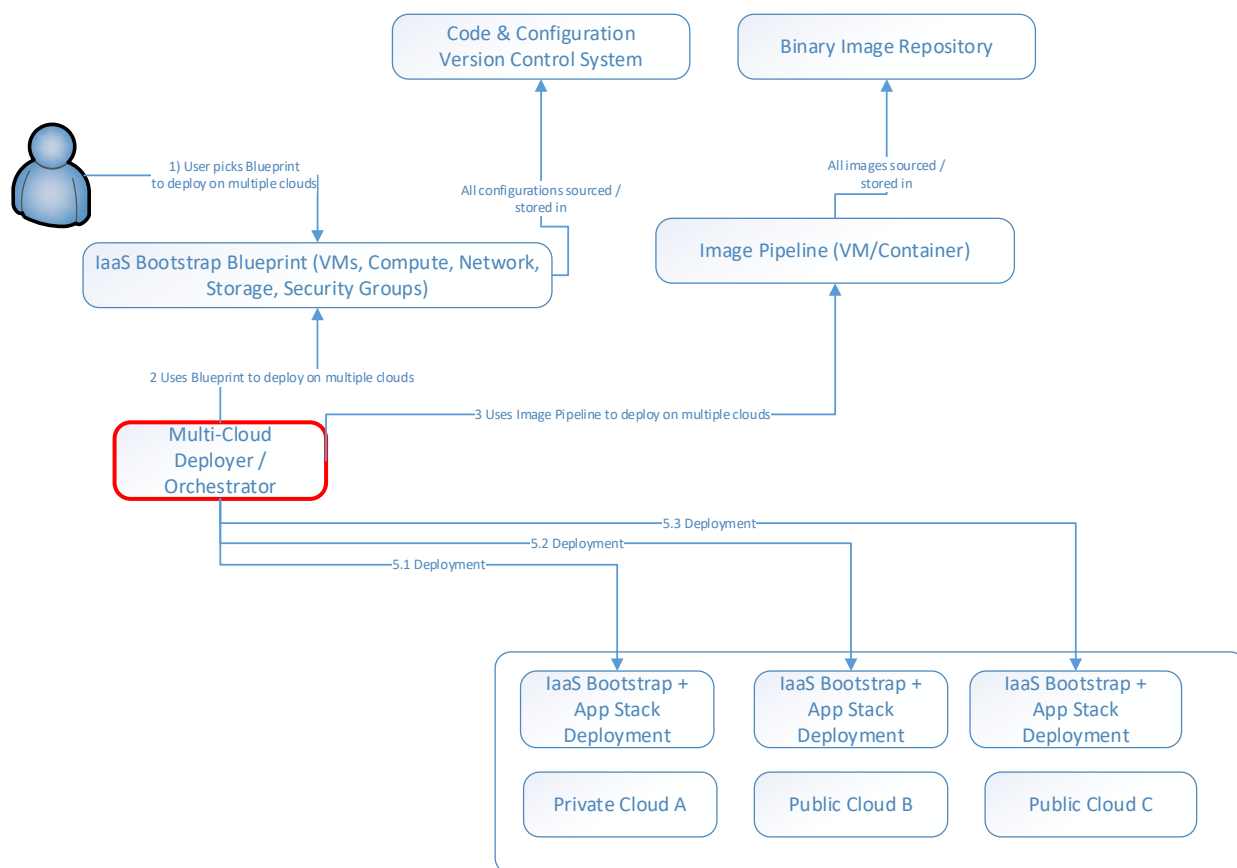 Code & Configuration
Version Control System
Binary Image Repository
1) User picks Blueprint
to deploy on multiple clouds
All configurations sourced /
stored in
All images sourced /
stored in
IaaS Bootstrap Blueprint (VMs, Compute, Network,
Storage, Security Groups)
Image Pipeline (VM/Container)
2 Uses Blueprint to deploy on multiple clouds
3 Uses Image Pipeline to deploy on multiple clouds
Multi-Cloud
Deployer /
Orchestrator
5.3 Deployment
5.2 Deployment
5.1 Deployment
IaaS Bootstrap +
App Stack
Deployment
IaaS Bootstrap +
App Stack
Deployment
IaaS Bootstrap +
App Stack
Deployment
Private Cloud A
Public Cloud B
Public Cloud C